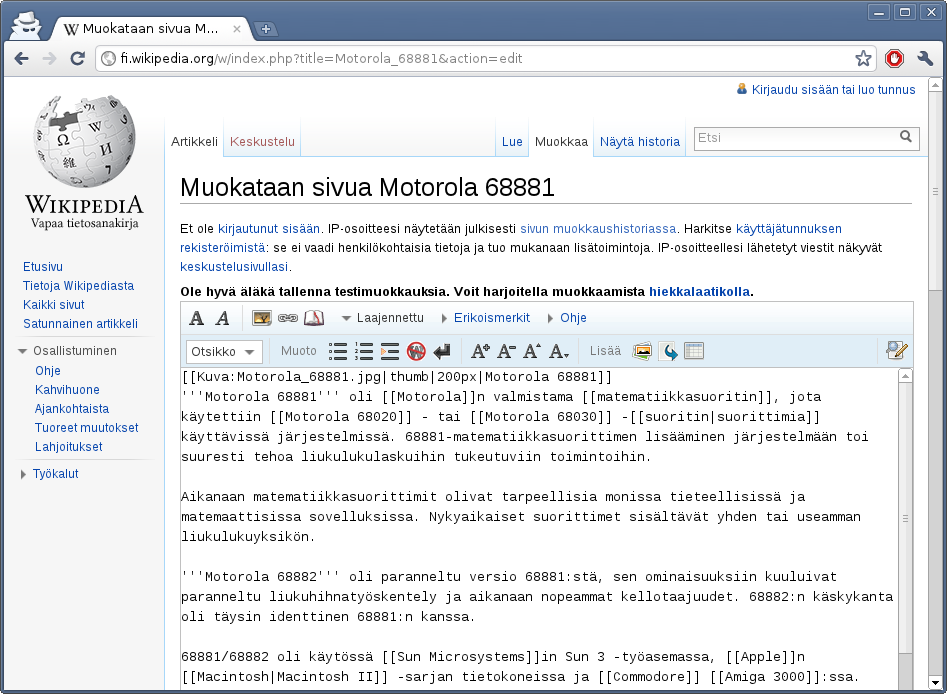 Muokataan sivua M...
fi.wikipedia.org/w/index.php?title=Motorola_68881&action=edit
Kirjaudu sisään tai luo tunnus
WIKIPEDIA
Vapaa tietosanakirja
Etusivu
Tietoja Wikipediasta
Kaikki sivut
Satunnainen artikkeli
Osallistuminen
Ohje
Kahvihuone
Ajankohtaista
Tuoreet muutokset
Lahjoitukset
Työkalut
Artikkeli Keskustelu Lue Muokkaa Näytä historia Etsi
Muokataan sivua Motorola 68881
Et ole kirjautunut sisään. IP-osoitteesi näytetään julkisesti sivun muokkaushistoriassa. Harkitse käyttäjätunnuksen
rekisteröimistä: se ei vaadi henkilökohtaisia tietoja ja tuo mukanaan lisätoimintoja. IP-osoitteellesi lähetetyt viestit näkyvät
keskustelusivullasi.
Ole hyvä äläkä tallenna testimuokkauksia. Voit harjoitella muokkaamista hiekkalaatikolla.
A A Laajennettu Erikoismerkit Ohje
Otsikko Muoto A A A A Lisää
[[Kuva:Motorola_68881.jpg|thumb|200px|Motorola 68881]]
'''Motorola 68881''' oli [[Motorola]]n valmistama [[matematiikkasuoritin]], jota
käytettiin [[Motorola 68020]] - tai [[Motorola 68030]] -[[suoritin|suorittimia]]
käyttävissä järjestelmissä. 68881-matematiikkasuorittimen lisääminen järjestelmään toi
suuresti tehoa liukulukulaskuihin tukeutuviin toimintoihin.
Aikanaan matematiikkasuorittimit olivat tarpeellisia monissa tieteellisissä ja
matemaattisissa sovelluksissa. Nykyaikaiset suorittimet sisältävät yhden tai useamman
liukulukuyksikön.
'''Motorola 68882''' oli paranneltu versio 68881:stä, sen ominaisuuksiin kuuluivat
paranneltu liukuhihnatyöskentely ja aikanaan nopeammat kellotaajuudet. 68882:n käskykanta
oli täysin identtinen 68881:n kanssa.
68881/68882 oli käytössä [[Sun Microsystems]]in Sun 3 -työasemassa, [[Apple]]n
[[Macintosh|Macintosh II]] -sarjan tietokoneissa ja [[Commodore]] [[Amiga 3000]]:ssa.